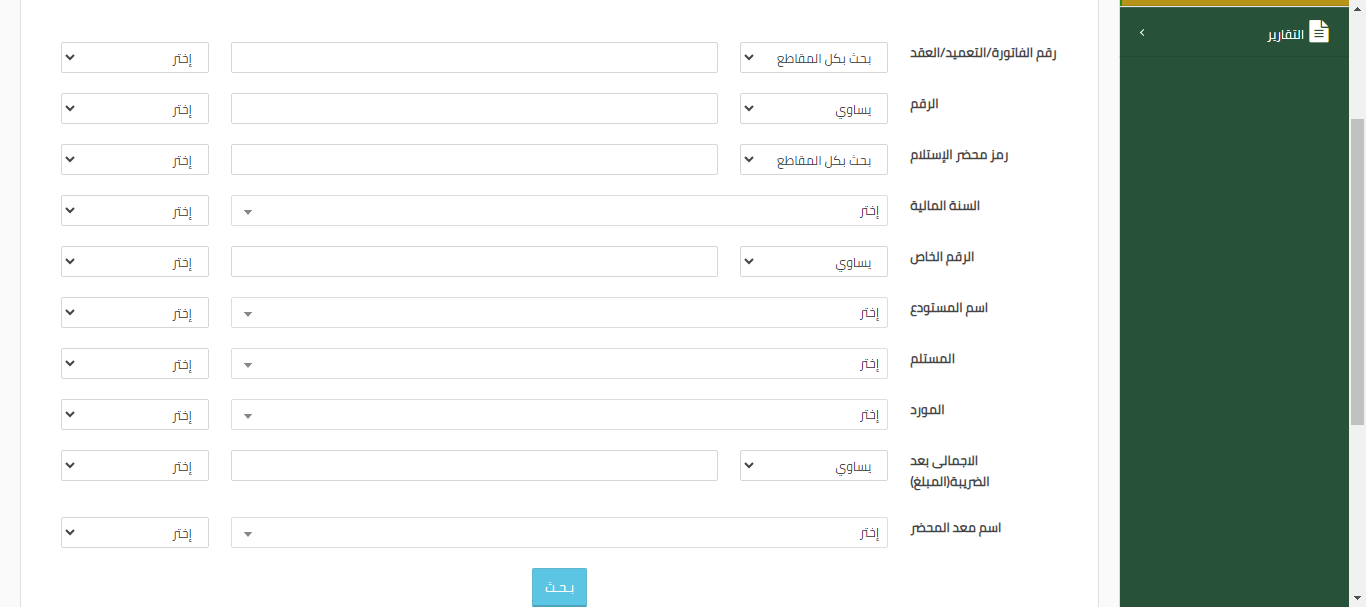 التقارير
رقم الفاتورة/التعميد/العقد بحث بكل المقاطع إختر
الرقم يساوي إختر
رمز محضر الإستلام بحث بكل المقاطع إختر
السنة المالية إختر إختر
الرقم الخاص يساوي إختر
اسم المستودع إختر إختر
المستلم إختر إختر
المورد إختر إختر
الاجمالى بعد
الضريبة(المبلغ) يساوي إختر
اسم معد المحضر إختر إختر
بـحـث